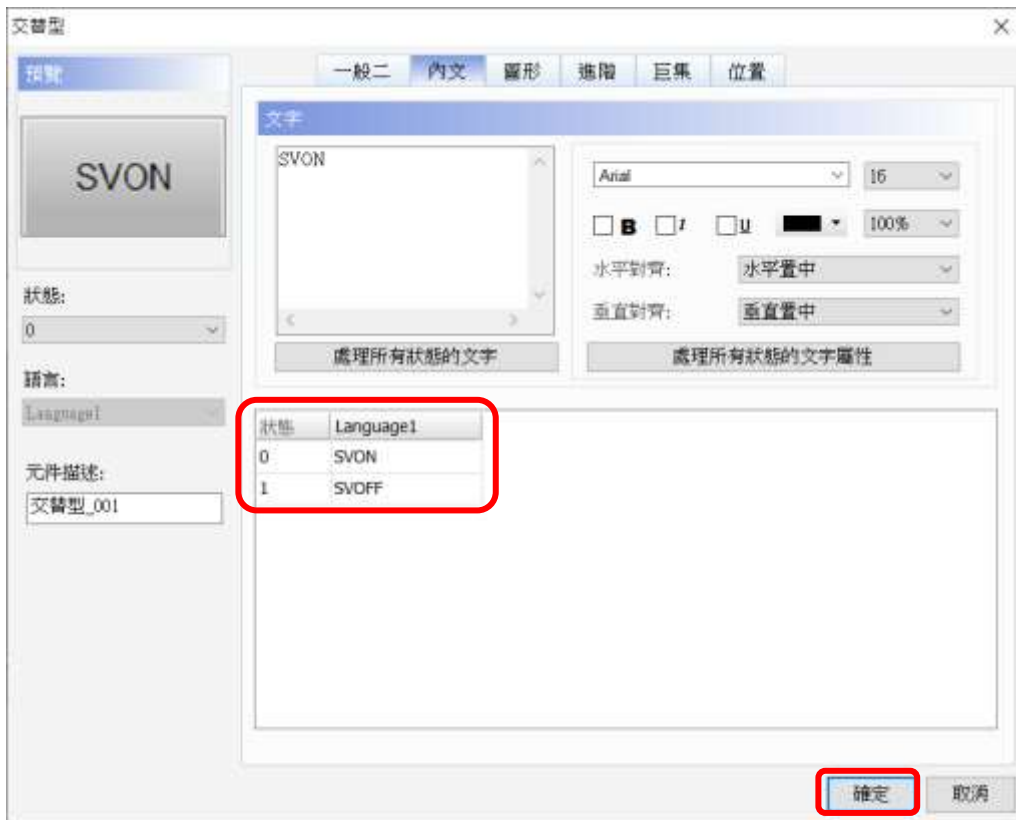 交替型
預覽
SVON
狀態:
0
語言:
Language1
元件描述:
交替型_001
一般二 內文 圖形 進階 巨集 位置
文字
SVON
Arial 16
B I U 100%
水平對齊: 水平置中
垂直對齊: 垂直置中
處理所有狀態的文字 處理所有狀態的文字屬性
狀態 Language1
0 SVON
1 SVOFF
確定 取消